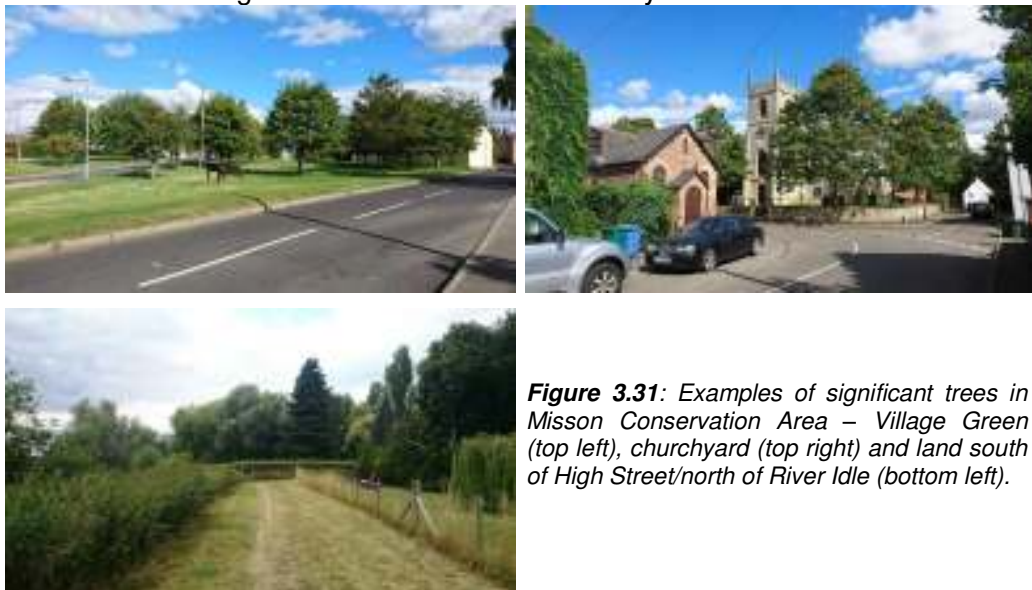 Figure 3.31: Examples of significant trees in
Misson Conservation Area – Village Green
(top left), churchyard (top right) and land south
of High Street/north of River Idle (bottom left).